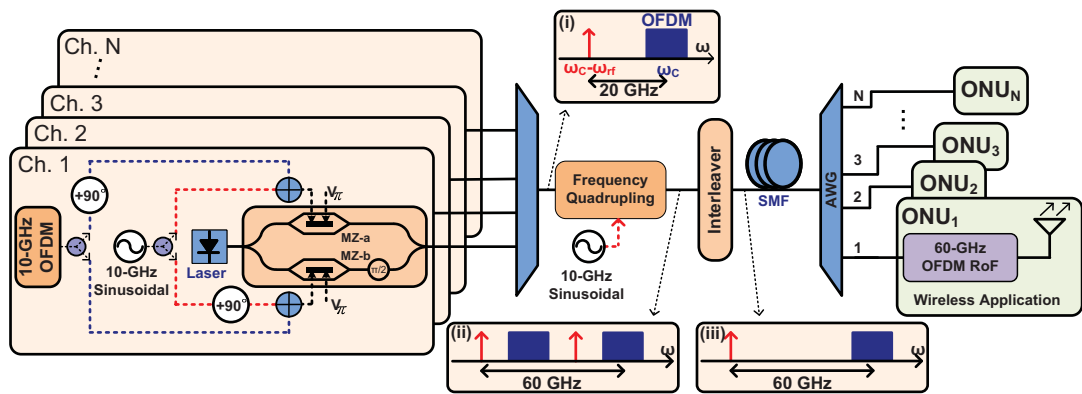 Ch. N
⋮
Ch. 3
Ch. 2
Ch. 1
+90°
10-GHz
OFDM
10-GHz
Sinusoidal
Laser
+90°
Vπ
MZ-a
MZ-b
π/2
Vπ
(i)
OFDM
ω
ωC-ωrf
ωC
20 GHz
Frequency
Quadrupling
10-GHz
Sinusoidal
Interleaver
SMF
AWG
N
3
2
1
ONUN
⋮
ONU3
ONU2
ONU1
60-GHz
OFDM RoF
Wireless Application
(ii)
ω
60 GHz
(iii)
ω
60 GHz